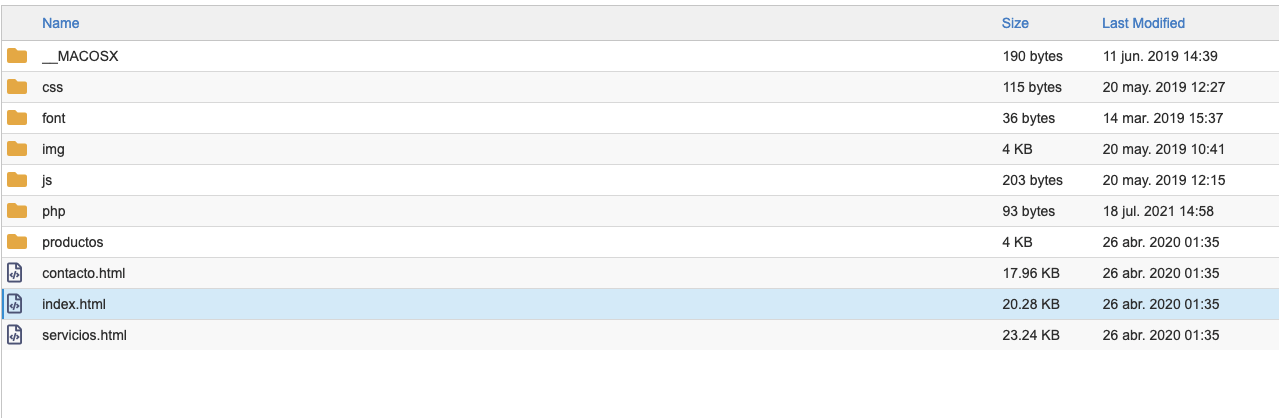 Name Size Last Modified
__MACOSX 190 bytes 11 jun. 2019 14:39
css 115 bytes 20 may. 2019 12:27
font 36 bytes 14 mar. 2019 15:37
img 4 KB 20 may. 2019 10:41
js 203 bytes 20 may. 2019 12:15
php 93 bytes 18 jul. 2021 14:58
productos 4 KB 26 abr. 2020 01:35
contacto.html 17.96 KB 26 abr. 2020 01:35
index.html 20.28 KB 26 abr. 2020 01:35
servicios.html 23.24 KB 26 abr. 2020 01:35